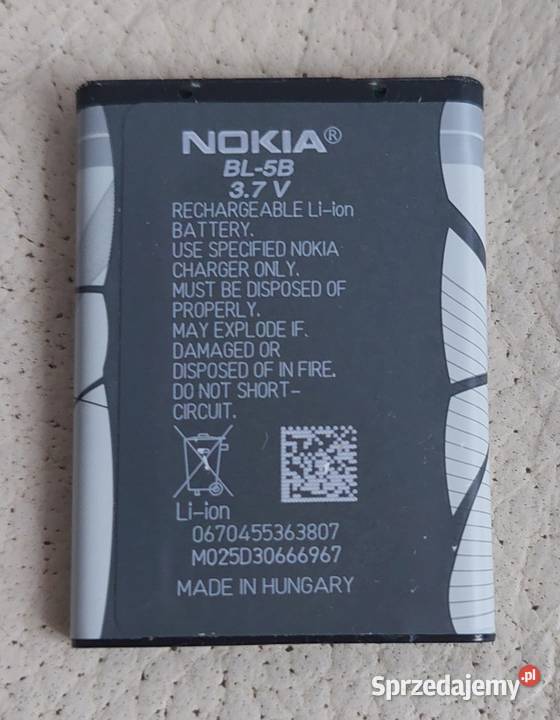 NOKIA®
BL-5B
3.7 V
RECHARGEABLE Li-ion
BATTERY.
USE SPECIFIED NOKIA
CHARGER ONLY.
MUST BE DISPOSED OF
PROPERLY.
MAY EXPLODE IF
DAMAGED OR
DISPOSED OF IN FIRE.
DO NOT SHORT-
CIRCUIT.
Li-ion
0670455363807
M025D30666967
MADE IN HUNGARY
Sprzedajemy.pl